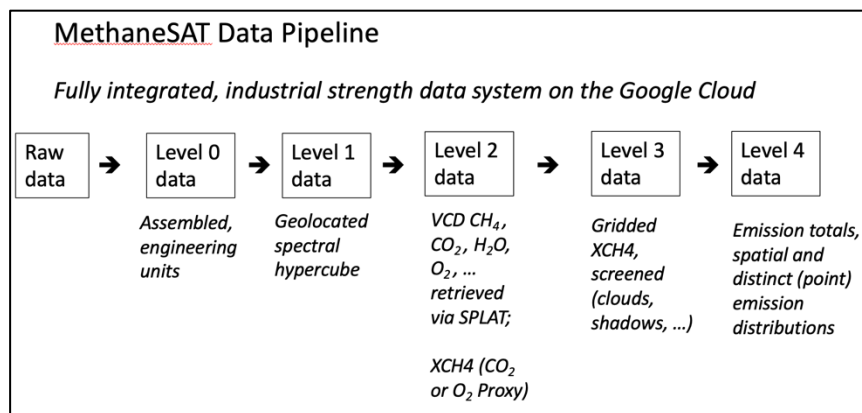 MethaneSAT Data Pipeline
Fully integrated, industrial strength data system on the Google Cloud
Raw
data
Level 0
data
Assembled,
engineering
units
Level 1
data
Geolocated
spectral
hypercube
Level 2
data
VCD CH₄,
CO₂, H₂O,
O₂, ...
retrieved
via SPLAT;
XCH4 (CO₂
or O₂ Proxy)
Level 3
data
Gridded
XCH4,
screened
(clouds,
shadows, ...)
Level 4
data
Emission totals,
spatial and
distinct (point)
emission
distributions